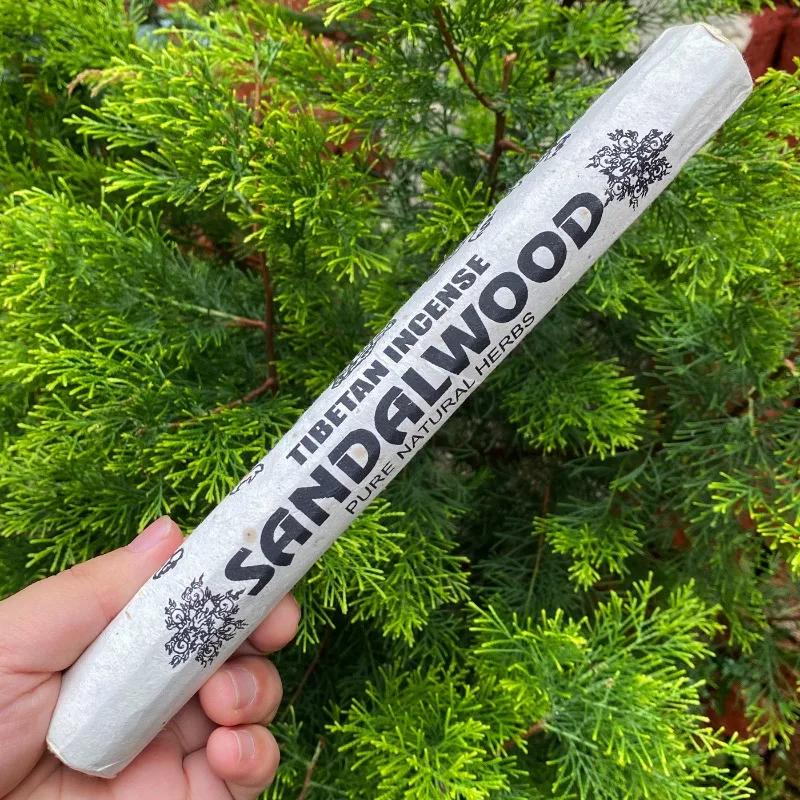 TIBETAN INCENSE
SANDALWOOD
PURE NATURAL HERBS